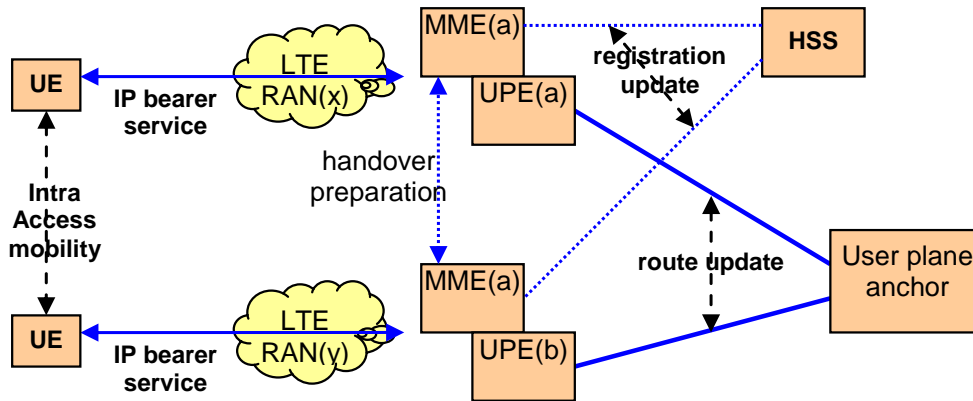 MME(a)
HSS
registration
update
LTE
RAN(x)
UE
UPE(a)
IP bearer
service
handover
preparation
Intra
Access
mobility
MME(a)
route update
User plane
anchor
LTE
RAN(y)
UE
UPE(b)
IP bearer
service